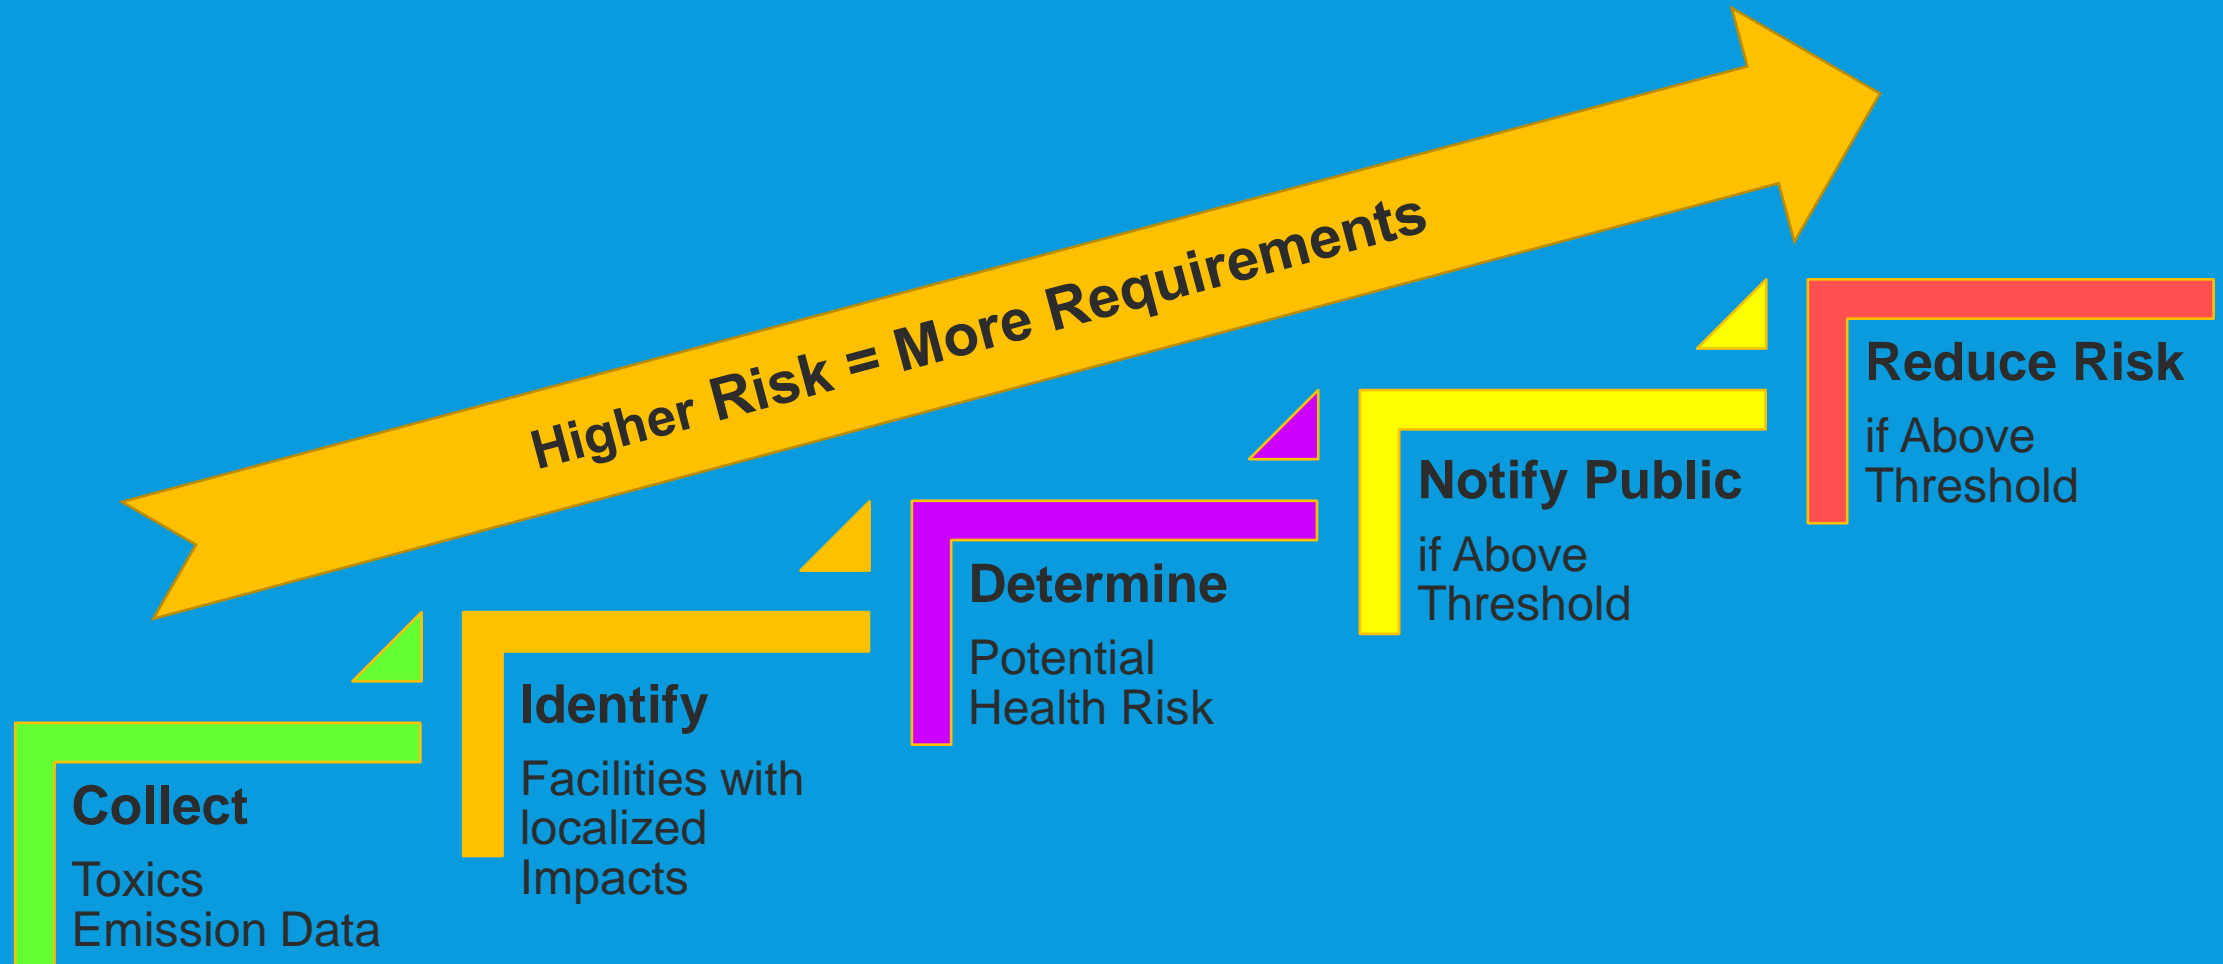 Higher Risk = More Requirements
Collect
Toxics
Emission Data
Identify
Facilities with
localized
Impacts
Determine
Potential
Health Risk
Notify Public
if Above
Threshold
Reduce Risk
if Above
Threshold